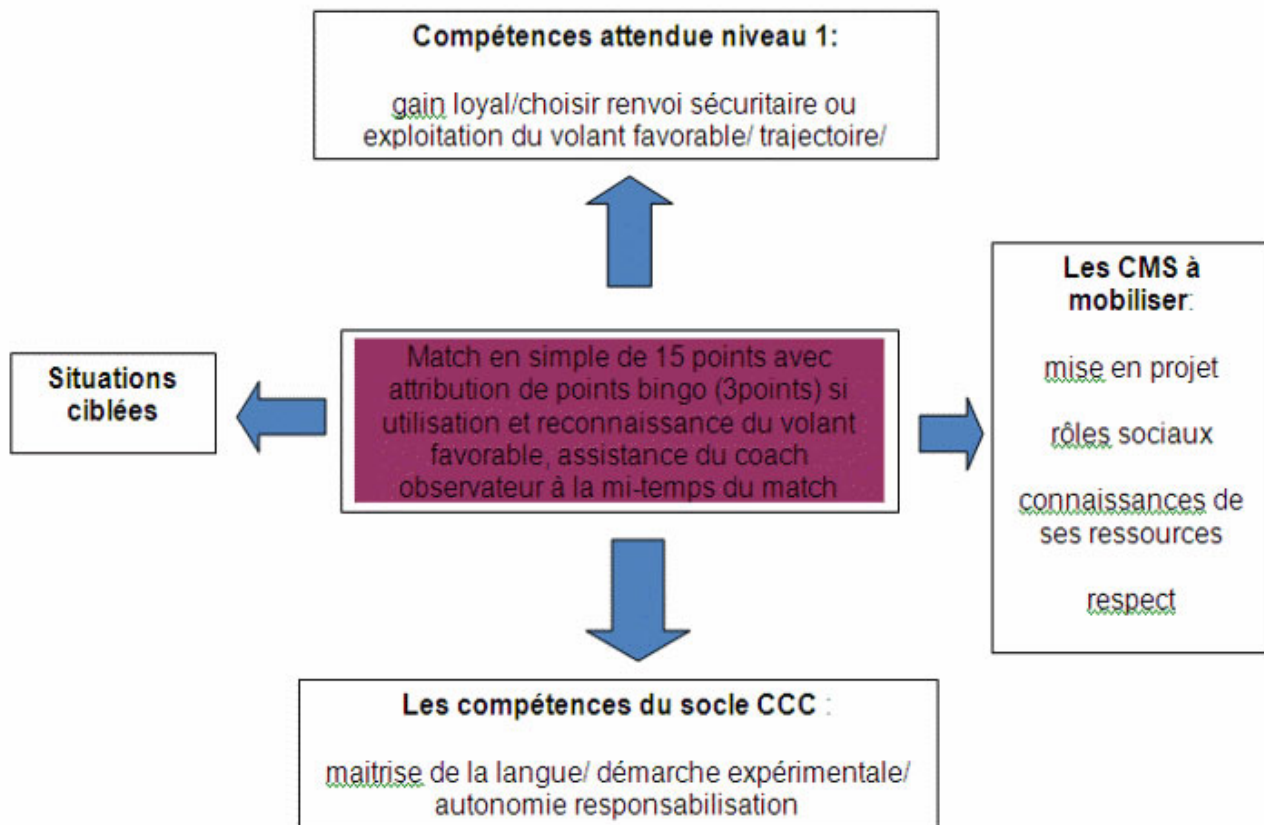 Compétences attendue niveau 1:
gain loyal/choisir renvoi sécuritaire ou
exploitation du volant favorable/ trajectoire/
Situations
ciblées
Match en simple de 15 points avec
attribution de points bingo (3points) si
utilisation et reconnaissance du volant
favorable, assistance du coach
observateur à la mi-temps du match
Les CMS à
mobiliser:
mise en projet
rôles sociaux
connaissances de
ses ressources
respect
Les compétences du socle CCC :
maitrise de la langue/ démarche expérimentale/
autonomie responsabilisation